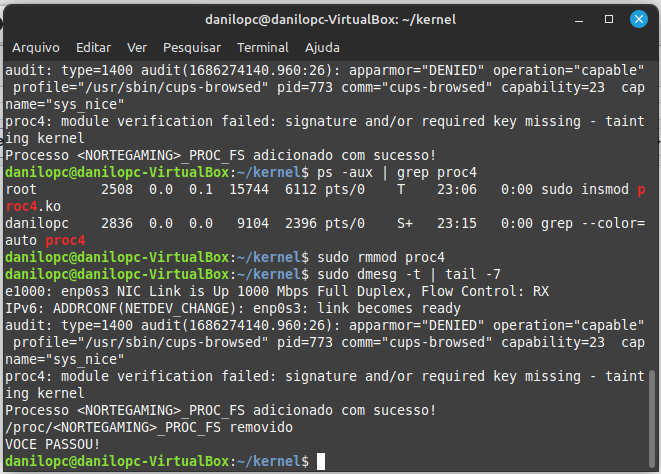 danilopc@danilopc-VirtualBox: ~/kernel
Arquivo Editar Ver Pesquisar Terminal Ajuda
audit: type=1400 audit(1686274140.960:26): apparmor="DENIED" operation="capable"
 profile="/usr/sbin/cups-browsed" pid=773 comm="cups-browsed" capability=23  cap
name="sys_nice"
proc4: module verification failed: signature and/or required key missing - taint
ing kernel
Processo <NORTEGAMING>_PROC_FS adicionado com sucesso!
danilopc@danilopc-VirtualBox:~/kernel$ ps -aux | grep proc4
root        2508  0.0  0.1  15744  6112 pts/0    T    23:06   0:00 sudo insmod p
roc4.ko
danilopc    2836  0.0  0.0   9104  2396 pts/0    S+   23:15   0:00 grep --color=
auto proc4
danilopc@danilopc-VirtualBox:~/kernel$ sudo rmmod proc4
danilopc@danilopc-VirtualBox:~/kernel$ sudo dmesg -t | tail -7
e1000: enp0s3 NIC Link is Up 1000 Mbps Full Duplex, Flow Control: RX
IPv6: ADDRCONF(NETDEV_CHANGE): enp0s3: link becomes ready
audit: type=1400 audit(1686274140.960:26): apparmor="DENIED" operation="capable"
 profile="/usr/sbin/cups-browsed" pid=773 comm="cups-browsed" capability=23  cap
name="sys_nice"
proc4: module verification failed: signature and/or required key missing - taint
ing kernel
Processo <NORTEGAMING>_PROC_FS adicionado com sucesso!
/proc/<NORTEGAMING>_PROC_FS removido
VOCE PASSOU!
danilopc@danilopc-VirtualBox:~/kernel$